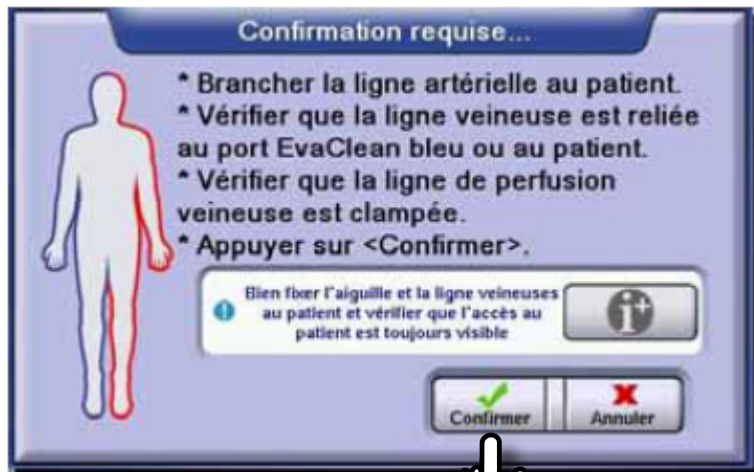 Confirmation requise...
* Brancher la ligne artérielle au patient.
* Vérifier que la ligne veineuse est reliée
au port EvaClean bleu ou au patient.
* Vérifier que la ligne de perfusion
veineuse est clampée.
* Appuyer sur <Confirmer>.
Bien fixer l'aiguille et la ligne veineuses
au patient et vérifier que l'accès au
patient est toujours visible
Confirmer
Annuler